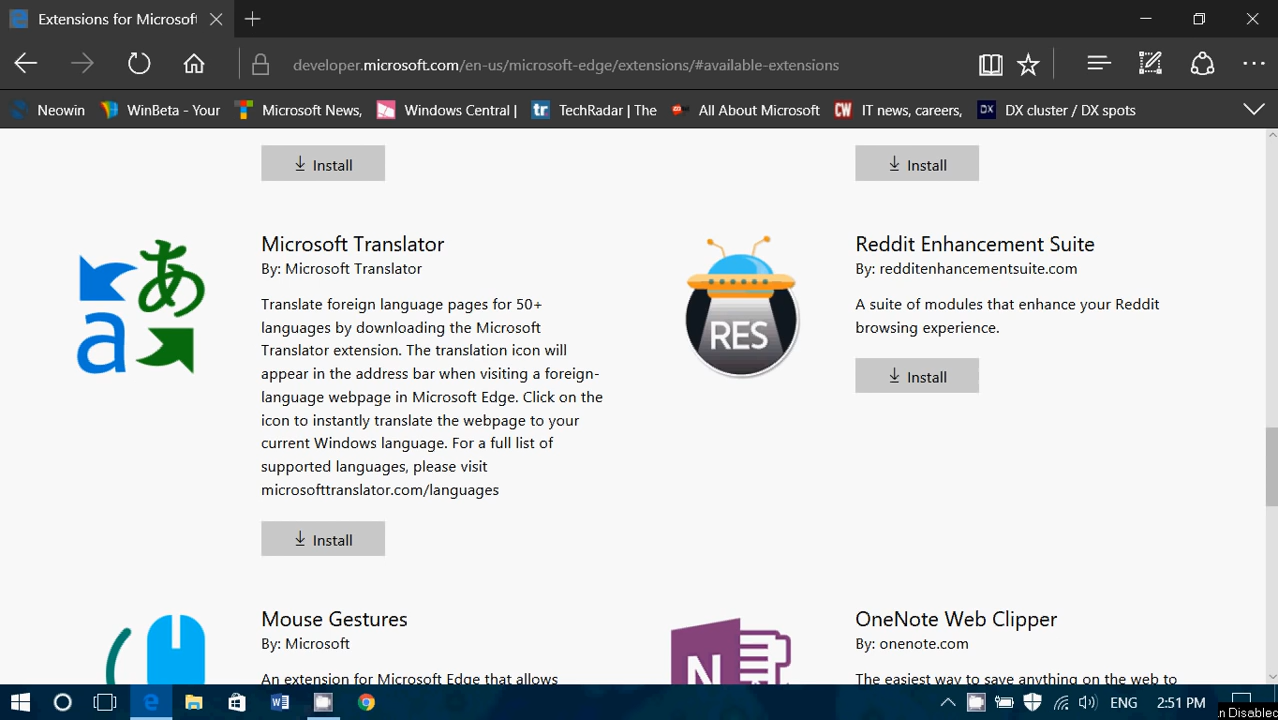 Extensions for Microsof
developer.microsoft.com/en-us/microsoft-edge/extensions/#available-extensions
Neowin WinBeta - Your Microsoft News, Windows Central | TechRadar | The All About Microsoft IT news, careers, DX cluster / DX spots
Install
Install
Microsoft Translator
By: Microsoft Translator
Translate foreign language pages for 50+
languages by downloading the Microsoft
Translator extension. The translation icon will
appear in the address bar when visiting a foreign-
language webpage in Microsoft Edge. Click on the
icon to instantly translate the webpage to your
current Windows language. For a full list of
supported languages, please visit
microsofttranslator.com/languages
Install
あ
a
Reddit Enhancement Suite
By: redditenhancementsuite.com
A suite of modules that enhance your Reddit
browsing experience.
Install
RES
Mouse Gestures
By: Microsoft
An extension for Microsoft Edge that allows
OneNote Web Clipper
By: onenote.com
The easiest way to save anything on the web to
N
ENG 2:51 PM
n Disabled